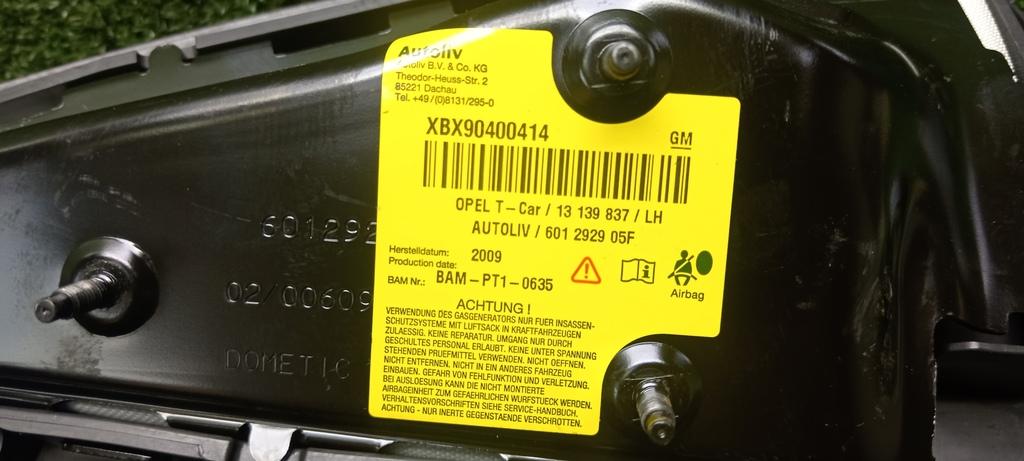 Autoliv
Autoliv B.V. & Co. KG
Theodor-Heuss-Str. 2
85221 Dachau
Tel. +49/(0)8131/295-0
XBX90400414
GM
OPEL T-Car / 13 139 837 / LH
AUTOLIV / 601 2929 05F
Herstelldatum:
Production date: 2009
BAM Nr.: BAM-PT1-0635
Airbag
ACHTUNG !
VERWENDUNG DES GASGENERATORS NUR FUER INSASSEN-
SCHUTZSYSTEME MIT LUFTSACK IN KRAFTFAHRZEUGEN
ZULAESSIG. KEINE REPARATUR. UMGANG NUR DURCH
GESCHULTES PERSONAL ERLAUBT. KEINE UNTER SPANNUNG
STEHENDEN PRUEFMITTEL VERWENDEN. NICHT OEFFNEN.
NICHT ENTFERNEN. NICHT IN EIN ANDERES FAHRZEUG
EINBAUEN. GEFAHR VON FEHLFUNKTION UND VERLETZUNG.
BEI AUSLOESUNG KANN DIE NICHT MONTIERTE
AIRBAGEINHEIT ZUM GEFAEHRLICHEN WURFSTUECK WERDEN.
VERHALTENSVORSCHRIFTEN SIEHE SERVICE-HANDBUCH.
ACHTUNG - NUR INERTE GEGENSTAENDE VERSCHROTTEN.
601292
02/00609
DOMETIC